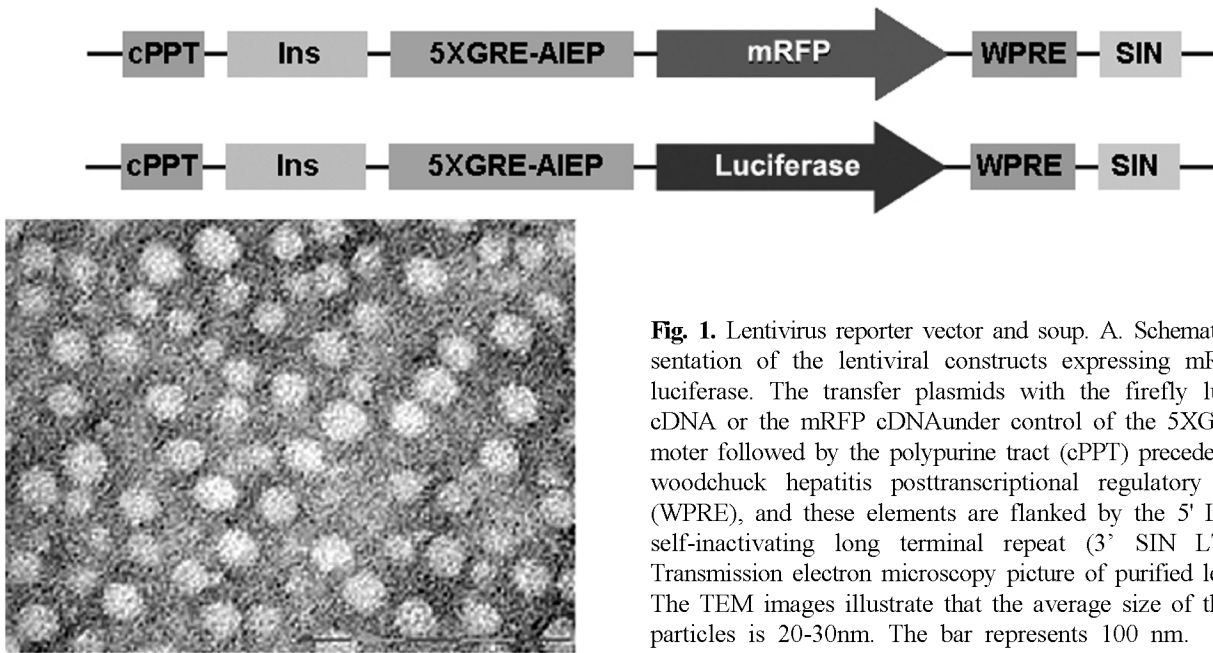 cPPT Ins 5XGRE-AIEP mRFP WPRE SIN
cPPT Ins 5XGRE-AIEP Luciferase WPRE SIN
Fig. 1. Lentivirus reporter vector and soup. A. Schemat
sentation of the lentiviral constructs expressing mR
luciferase. The transfer plasmids with the firefly lu
cDNA or the mRFP cDNAunder control of the 5XG
moter followed by the polypurine tract (cPPT) precede
woodchuck hepatitis posttranscriptional regulatory
(WPRE), and these elements are flanked by the 5' L
self-inactivating long terminal repeat (3’ SIN L
Transmission electron microscopy picture of purified le
The TEM images illustrate that the average size of th
particles is 20-30nm. The bar represents 100 nm.